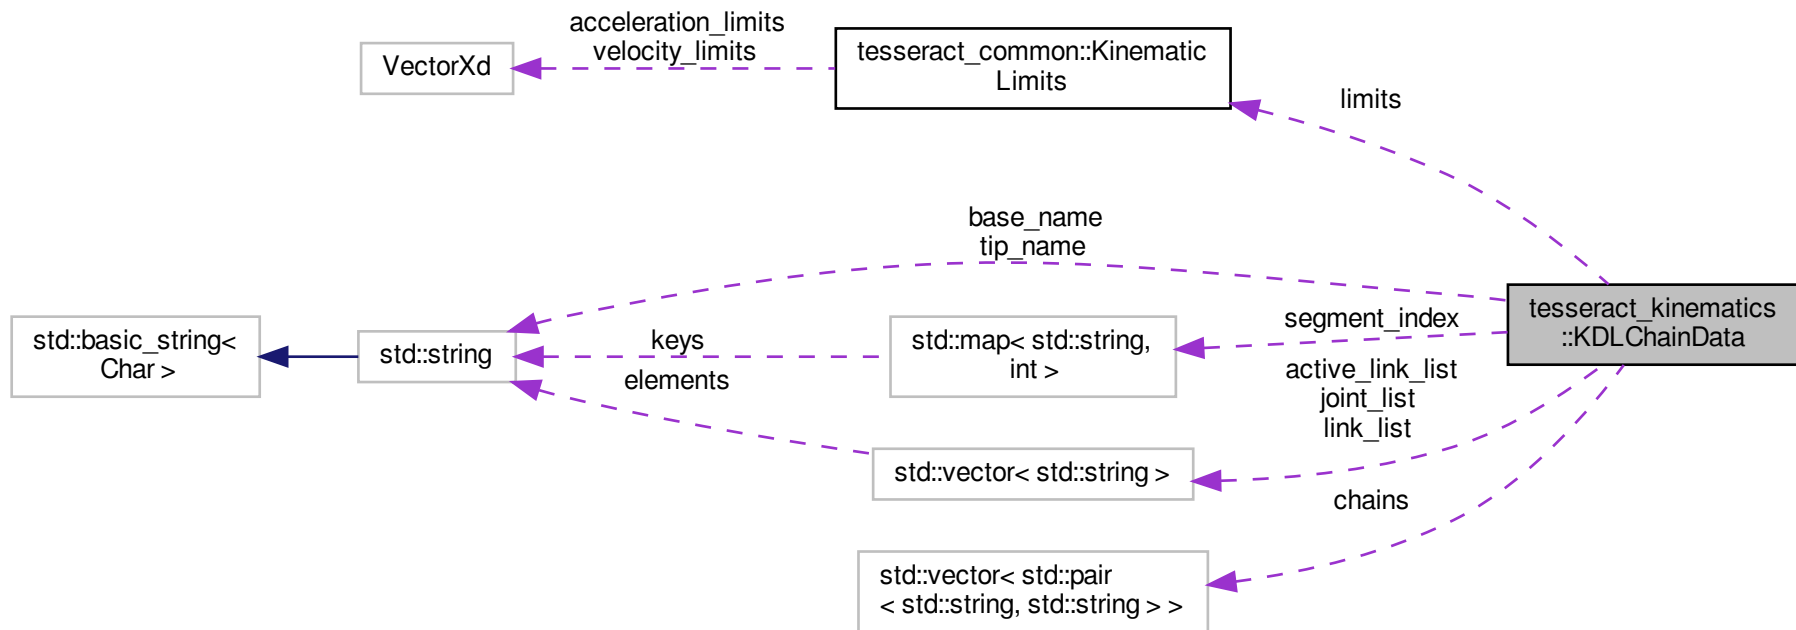 acceleration_limits
velocity_limits
VectorXd
tesseract_common::Kinematic
Limits
limits
base_name
tip_name
tesseract_kinematics
::KDLChainData
segment_index
std::basic_string<
Char >
std::string
keys
elements
std::map< std::string,
int >
active_link_list
joint_list
link_list
std::vector< std::string >
chains
std::vector< std::pair
< std::string, std::string > >